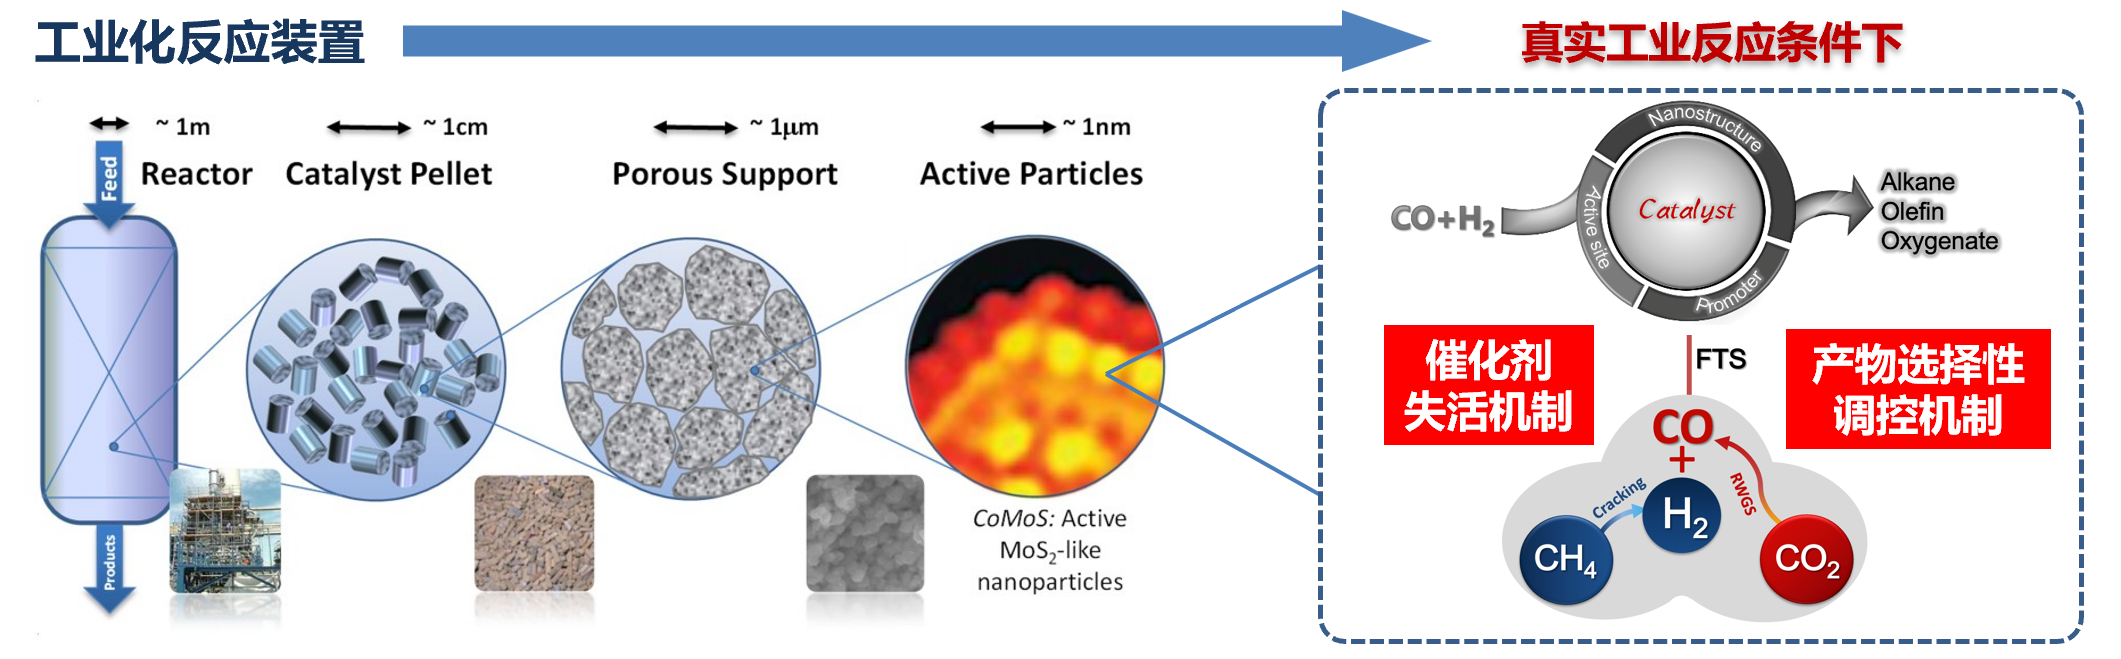 工业化反应装置
真实工业反应条件下
~ 1m
~ 1cm
~ 1μm
~ 1nm
Feed
Reactor
Catalyst Pellet
Porous Support
Active Particles
Products
CoMoS: Active
MoS2-like
nanoparticles
Nanostructure
Active site
Promoter
Catalyst
CO+H2
Alkane
Olefin
Oxygenate
催化剂
失活机制
FTS
产物选择性
调控机制
CO
+
H2
Cracking
RWGS
CH4
CO2